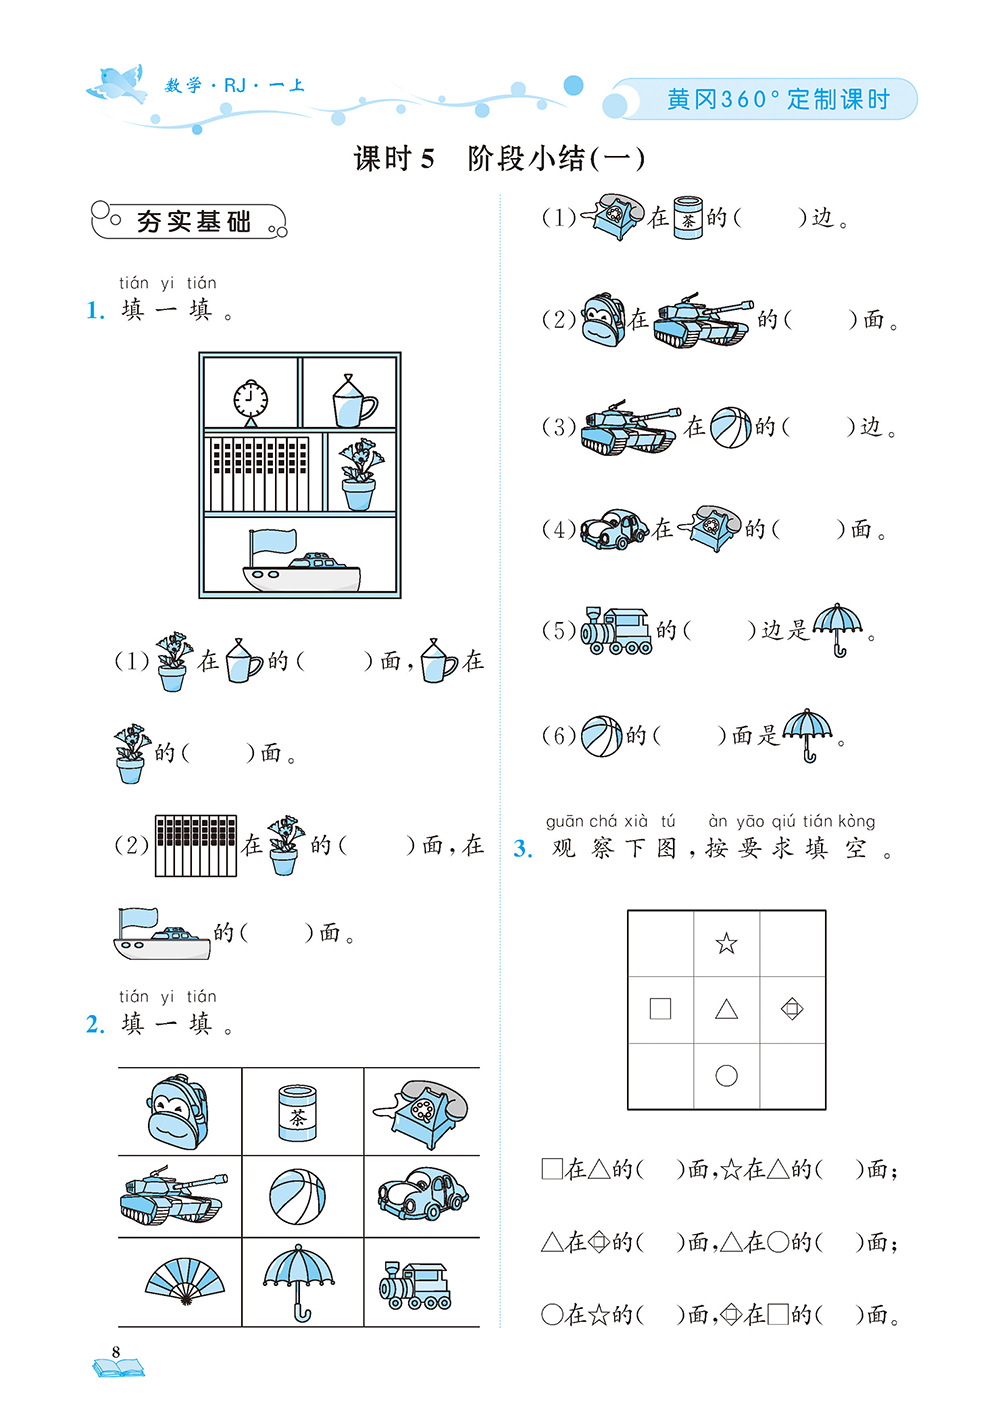 数学·RJ·一上
黄冈360°定制课时
课时5 阶段小结(一)
夯实基础
tián yi tián
1. 填一填。
(1) 在 的( )面, 在
的( )面。
(2) 在 的( )面,在
的( )面。
tián yi tián
2. 填一填。
茶
(1) 在 茶 的( )边。
(2) 在 的( )面。
(3) 在 的( )边。
(4) 在 的( )面。
(5) 的( )边是 。
(6) 的( )面是 。
guān chá xià tú àn yāo qiú tián kòng
3. 观察下图,按要求填空。
□在△的( )面,☆在△的( )面;
△在 的( )面,△在○的( )面;
○在☆的( )面, 在□的( )面。
8